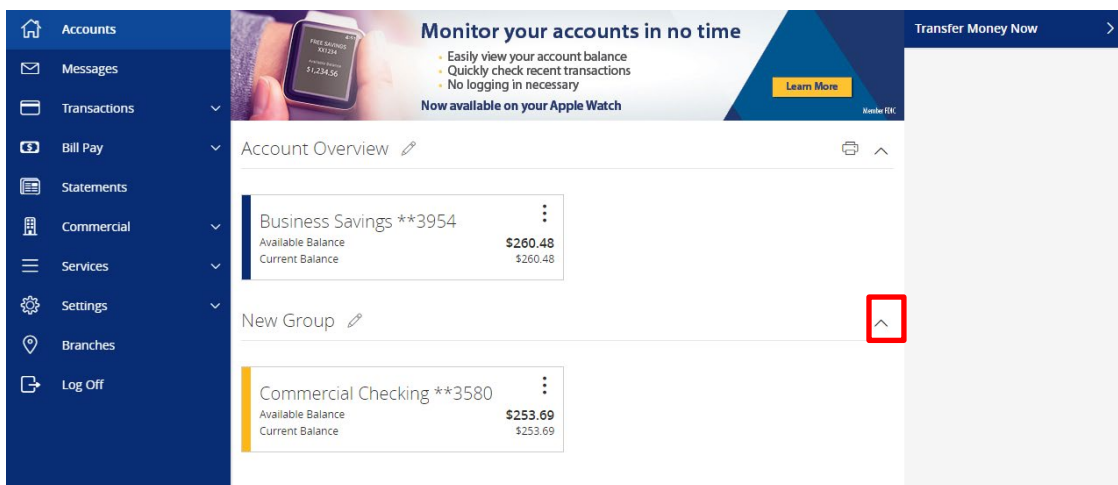 Accounts
Messages
Transactions
Bill Pay
Statements
Commercial
Services
Settings
Branches
Log Off
FREE SAVINGS
XX1234
Available Balance
$1,234.56
Monitor your accounts in no time
Easily view your account balance
Quickly check recent transactions
No logging in necessary
Now available on your Apple Watch
Learn More
Member FDIC
Transfer Money Now
Account Overview
Business Savings **3954
Available Balance $260.48
Current Balance $260.48
New Group
Commercial Checking **3580
Available Balance $253.69
Current Balance $253.69